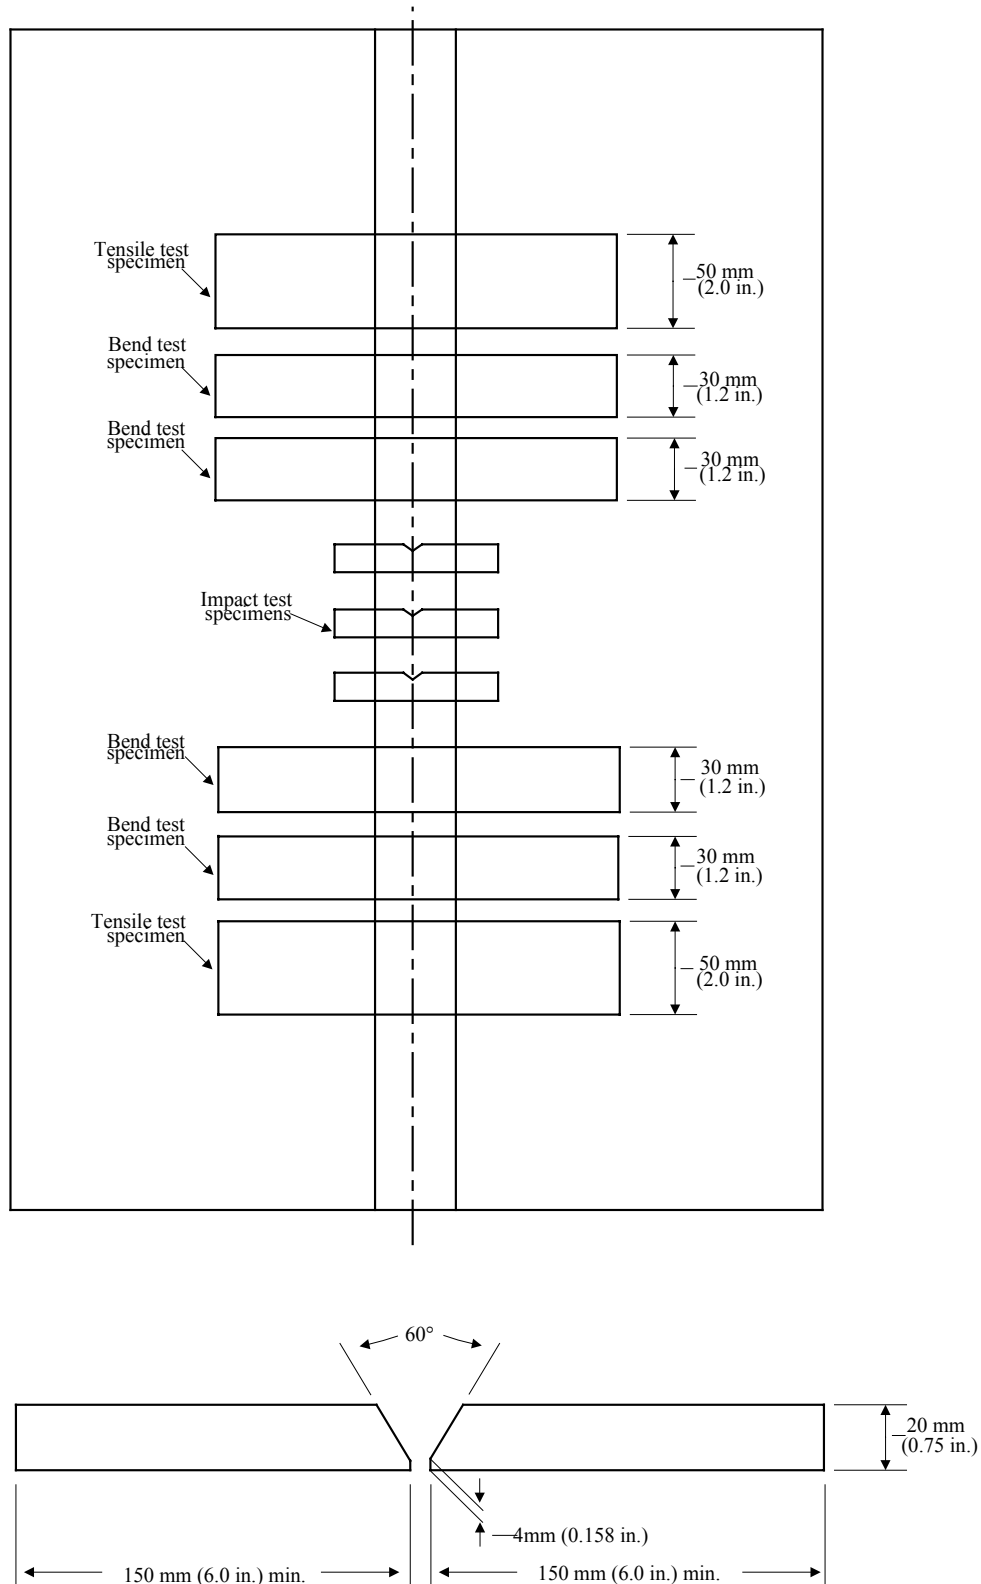 Tensile test
specimen
50 mm
(2.0 in.)
Bend test
specimen
30 mm
(1.2 in.)
Bend test
specimen
30 mm
(1.2 in.)
Impact test
specimens
Bend test
specimen
30 mm
(1.2 in.)
Bend test
specimen
30 mm
(1.2 in.)
Tensile test
specimen
50 mm
(2.0 in.)
60°
20 mm
(0.75 in.)
4mm (0.158 in.)
150 mm (6.0 in.) min.
150 mm (6.0 in.) min.